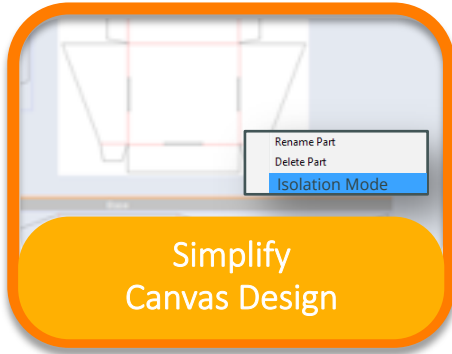 Rename Part
Delete Part
Isolation Mode
Simplify
Canvas Design